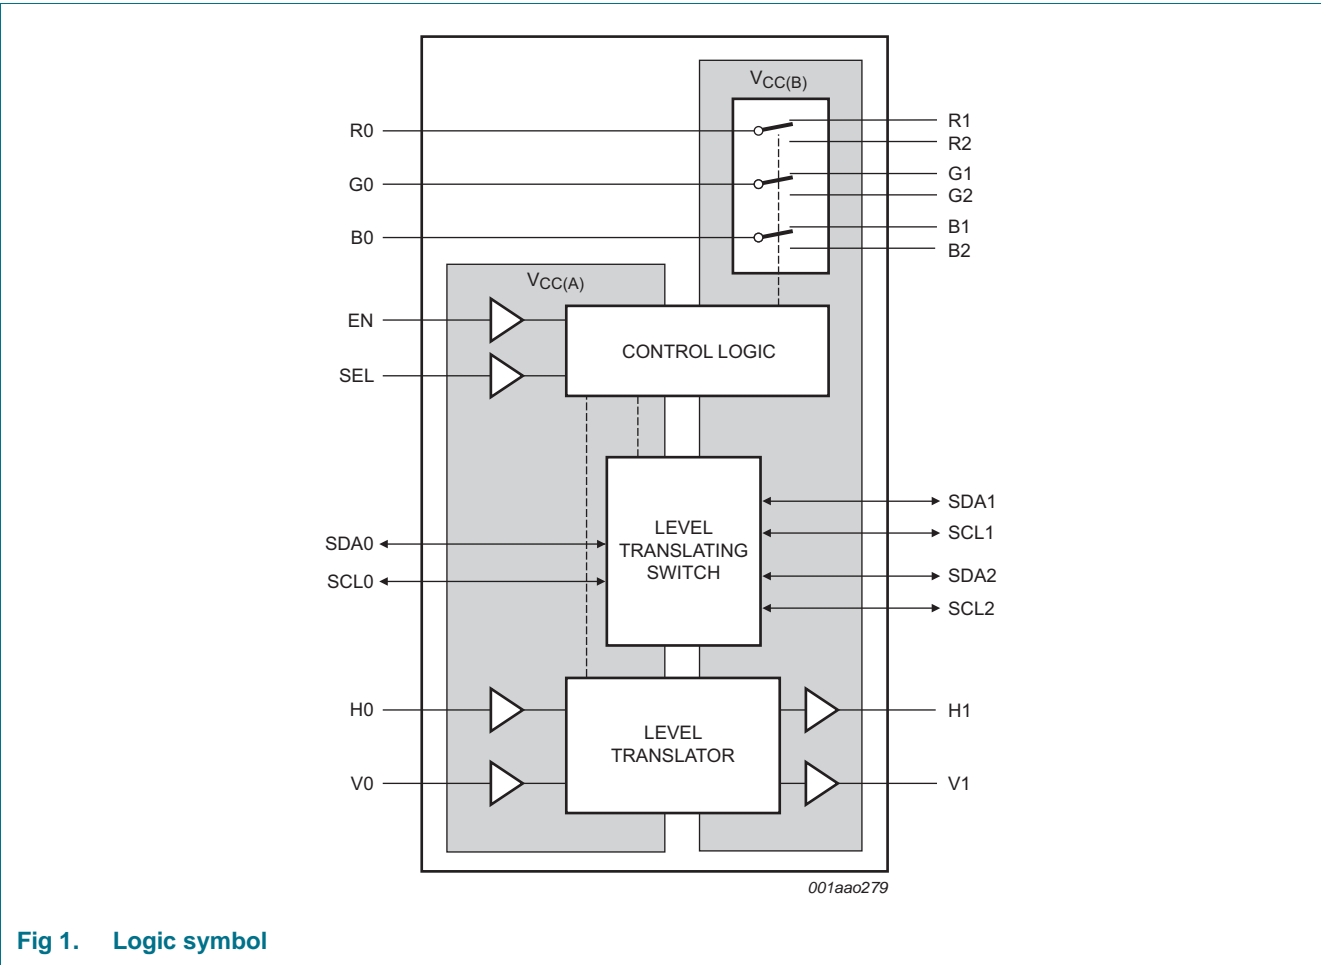 VCC(B)
R0
R1
R2
G0
G1
G2
B0
B1
B2
VCC(A)
EN
CONTROL LOGIC
SEL
SDA1
SCL1
SDA0
SCL0
LEVEL
TRANSLATING
SWITCH
SDA2
SCL2
H0
H1
LEVEL
TRANSLATOR
V0
V1
001aao279
Fig 1. Logic symbol